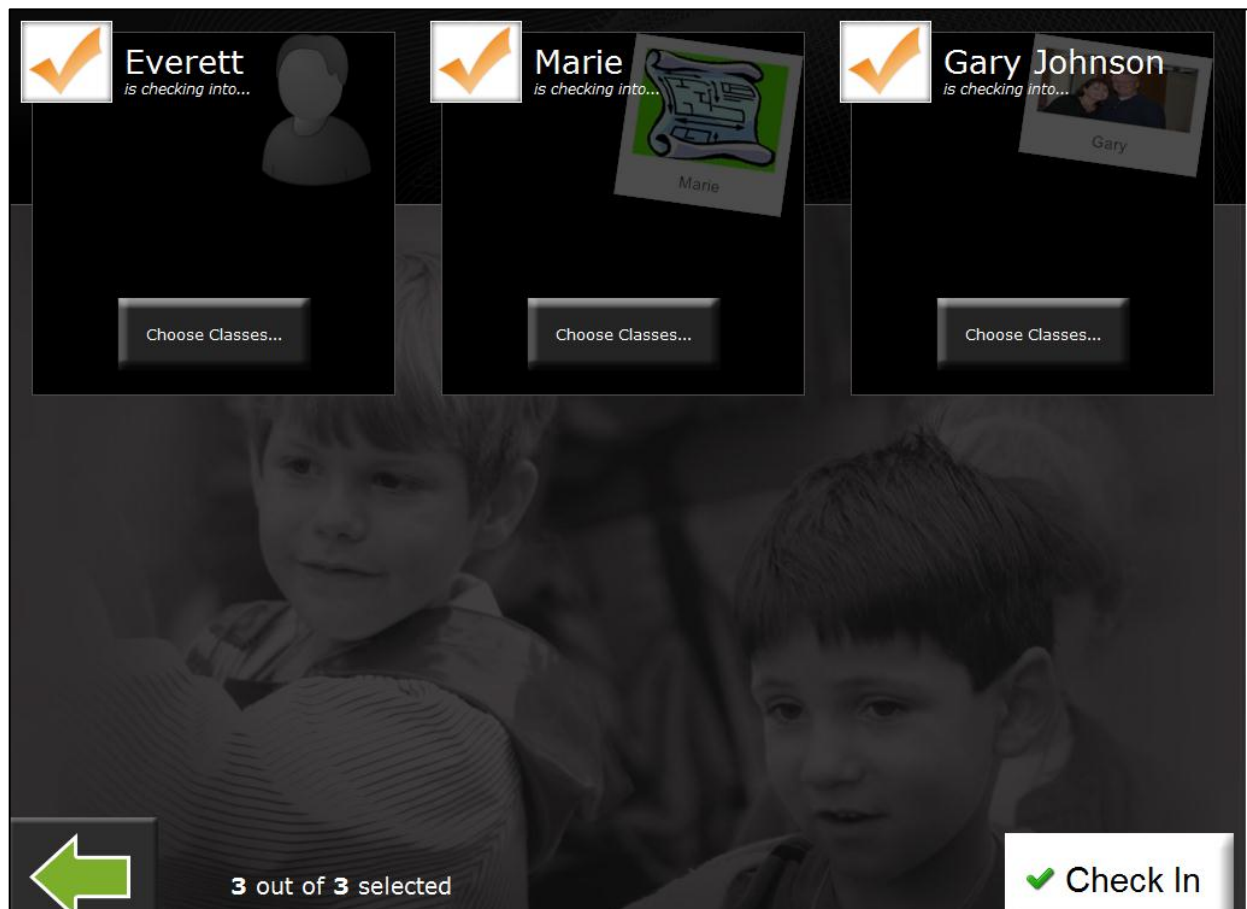 Everett
is checking into...
Choose Classes...
Marie
is checking into...
Marie
Choose Classes...
Gary Johnson
is checking into...
Gary
Choose Classes...
3 out of 3 selected
Check In